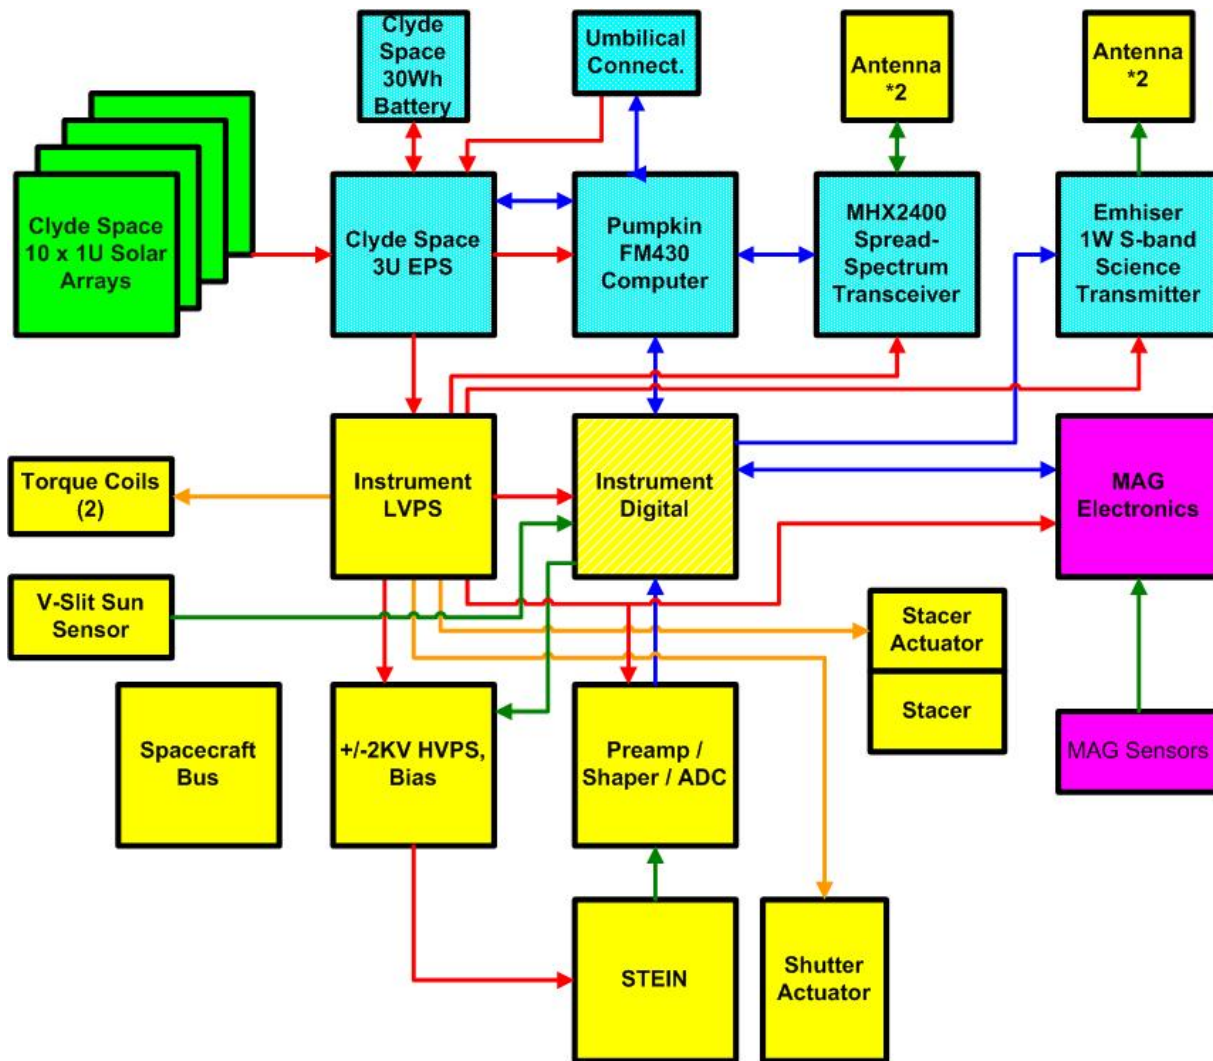 Clyde
Space
30Wh
Battery
Umbilical
Connect.
Antenna
*2
Antenna
*2
Clyde Space
10 x 1U Solar
Arrays
Clyde Space
3U EPS
Pumpkin
FM430
Computer
MHX2400
Spread-
Spectrum
Transceiver
Emhiser
1W S-band
Science
Transmitter
Torque Coils
(2)
Instrument
LVPS
Instrument
Digital
MAG
Electronics
V-Slit Sun
Sensor
Stacer
Actuator
Stacer
Spacecraft
Bus
+/-2KV HVPS,
Bias
Preamp /
Shaper / ADC
MAG Sensors
STEIN
Shutter
Actuator